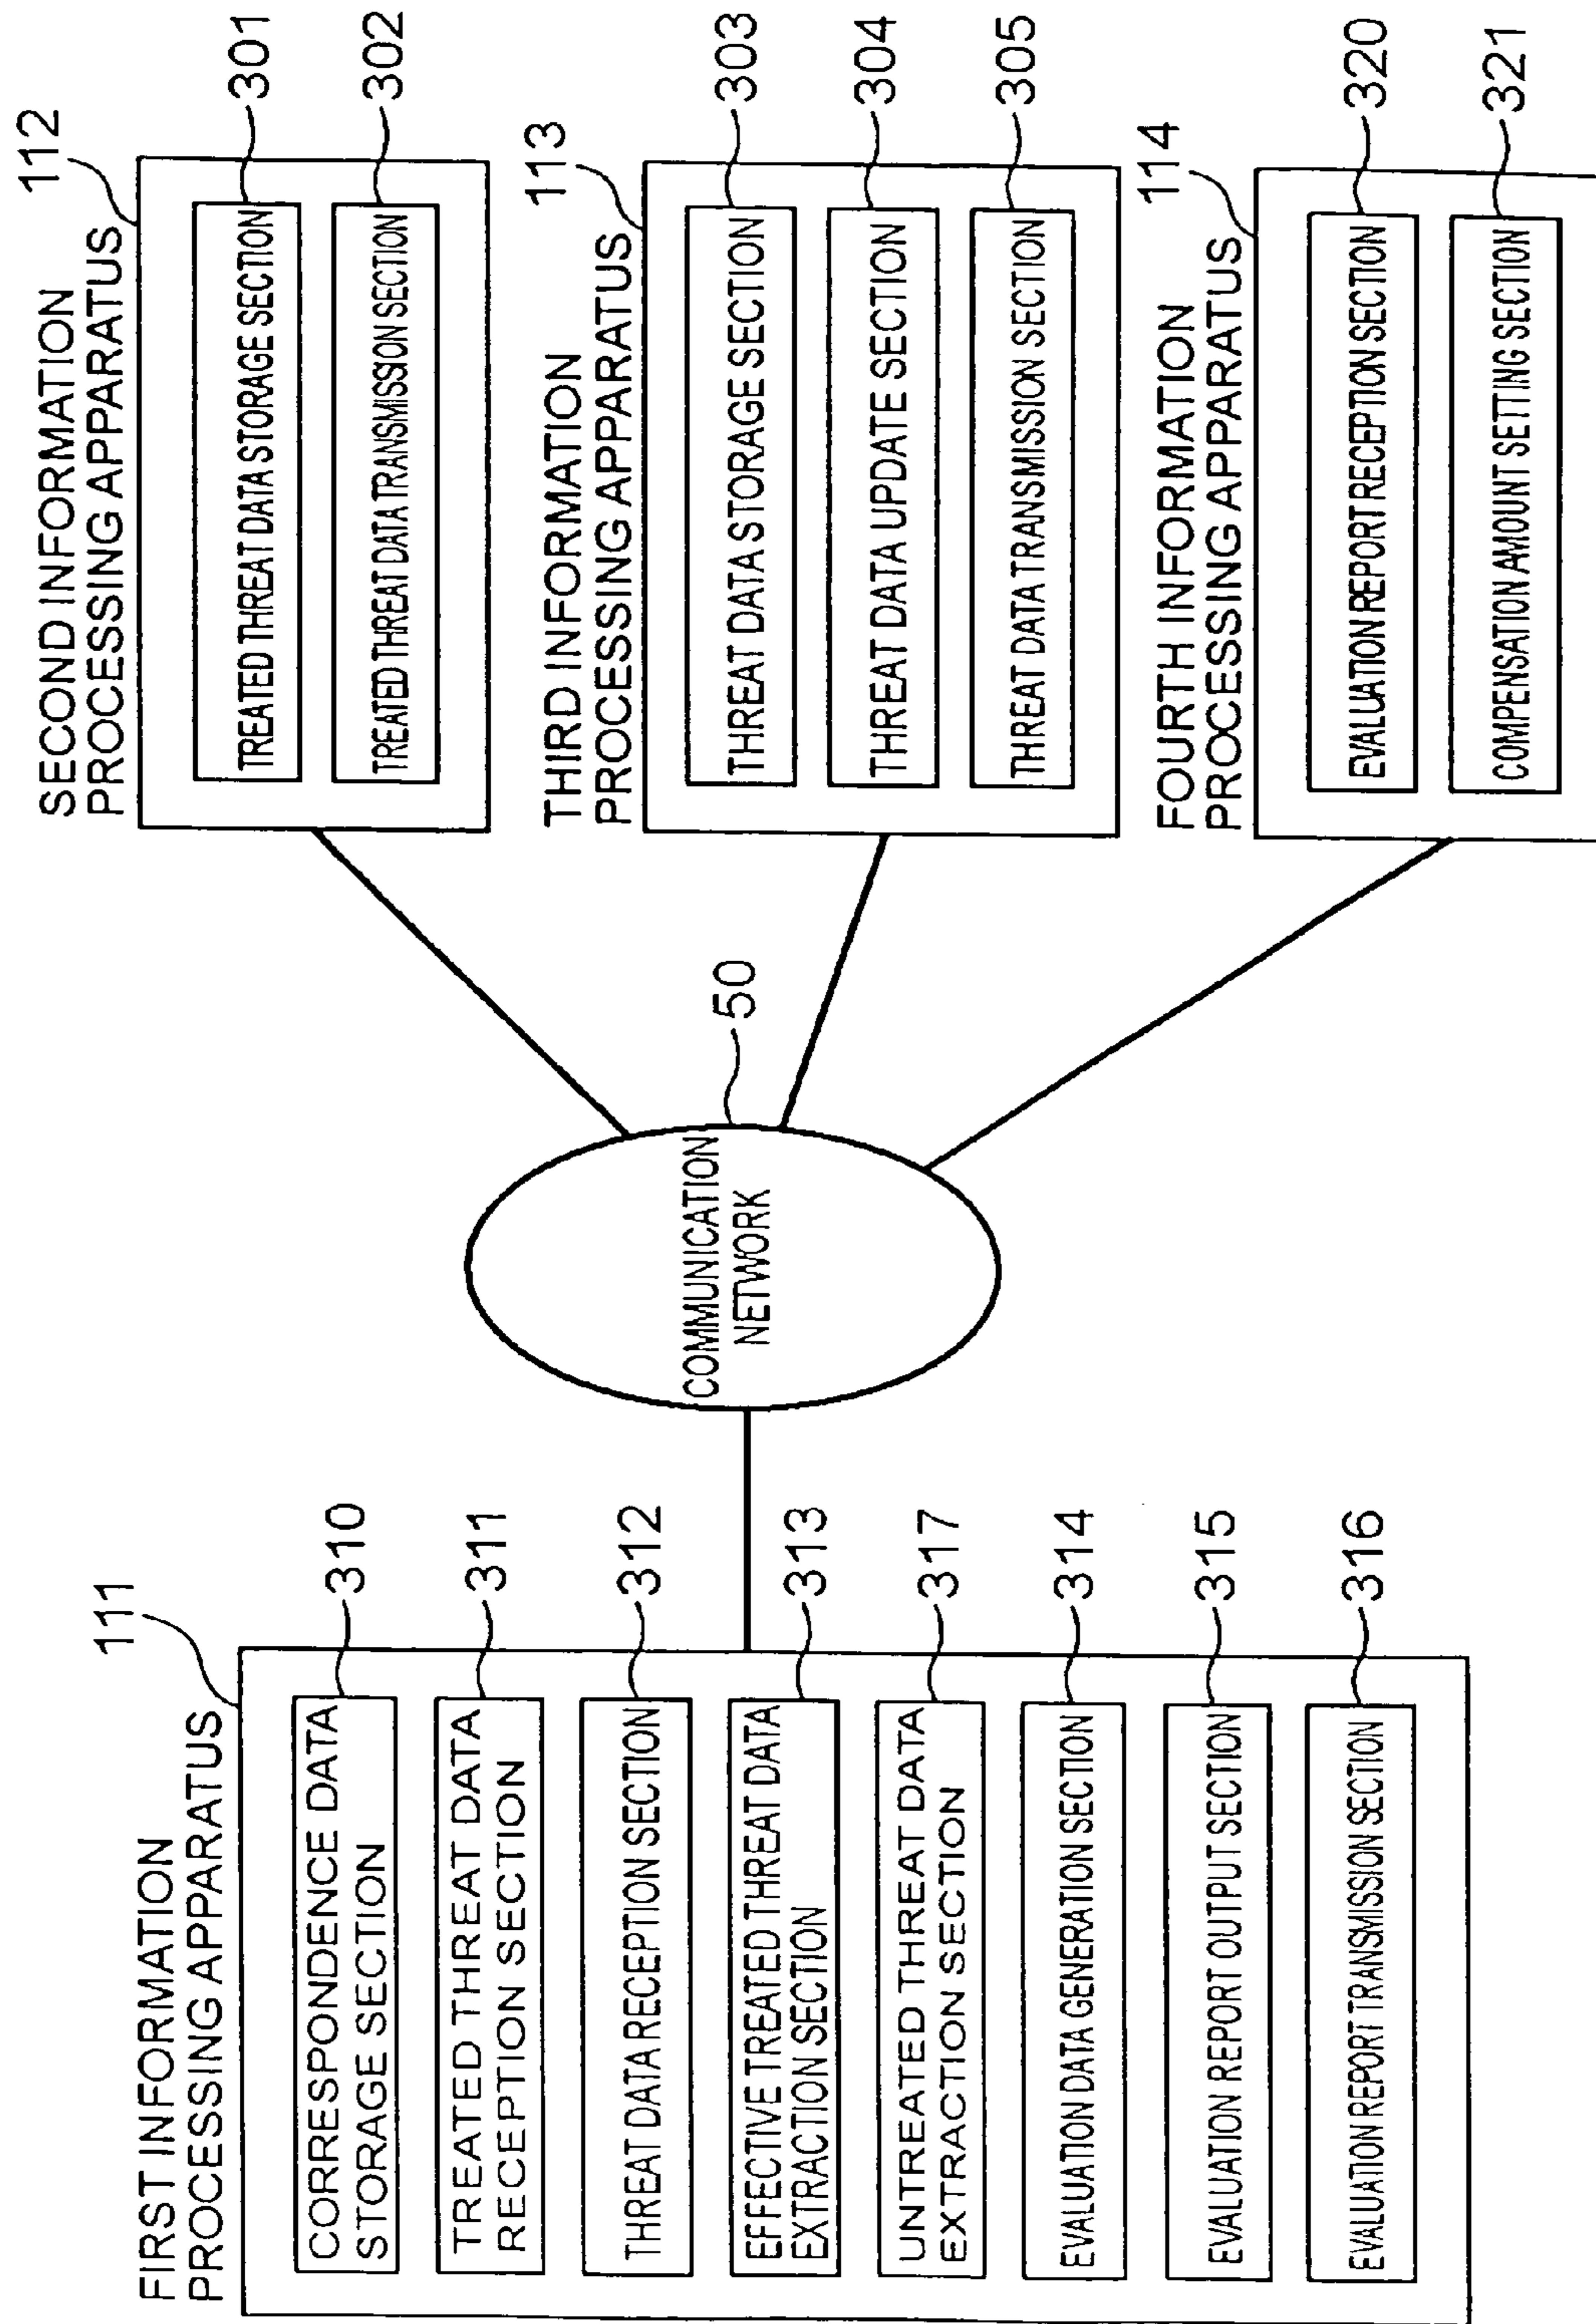 FIRST INFORMATION
PROCESSING APPARATUS
111
CORRESPONDENCE DATA
STORAGE SECTION
310
TREATED THREAT DATA
RECEPTION SECTION
311
THREAT DATA RECEPTION SECTION
312
EFFECTIVE TREATED THREAT DATA
EXTRACTION SECTION
313
UNTREATED THREAT DATA
EXTRACTION SECTION
317
EVALUATION DATA GENERATION SECTION
314
EVALUATION REPORT OUTPUT SECTION
315
EVALUATION REPORT TRANSMISSION SECTION
316
COMMUNICATION
NETWORK
50
SECOND INFORMATION
PROCESSING APPARATUS
112
TREATED THREAT DATA STORAGE SECTION
301
TREATED THREAT DATA TRANSMISSION SECTION
302
THIRD INFORMATION
PROCESSING APPARATUS
113
THREAT DATA STORAGE SECTION
303
THREAT DATA UPDATE SECTION
304
THREAT DATA TRANSMISSION SECTION
305
FOURTH INFORMATION
PROCESSING APPARATUS
114
EVALUATION REPORT RECEPTION SECTION
320
COMPENSATION AMOUNT SETTING SECTION
321